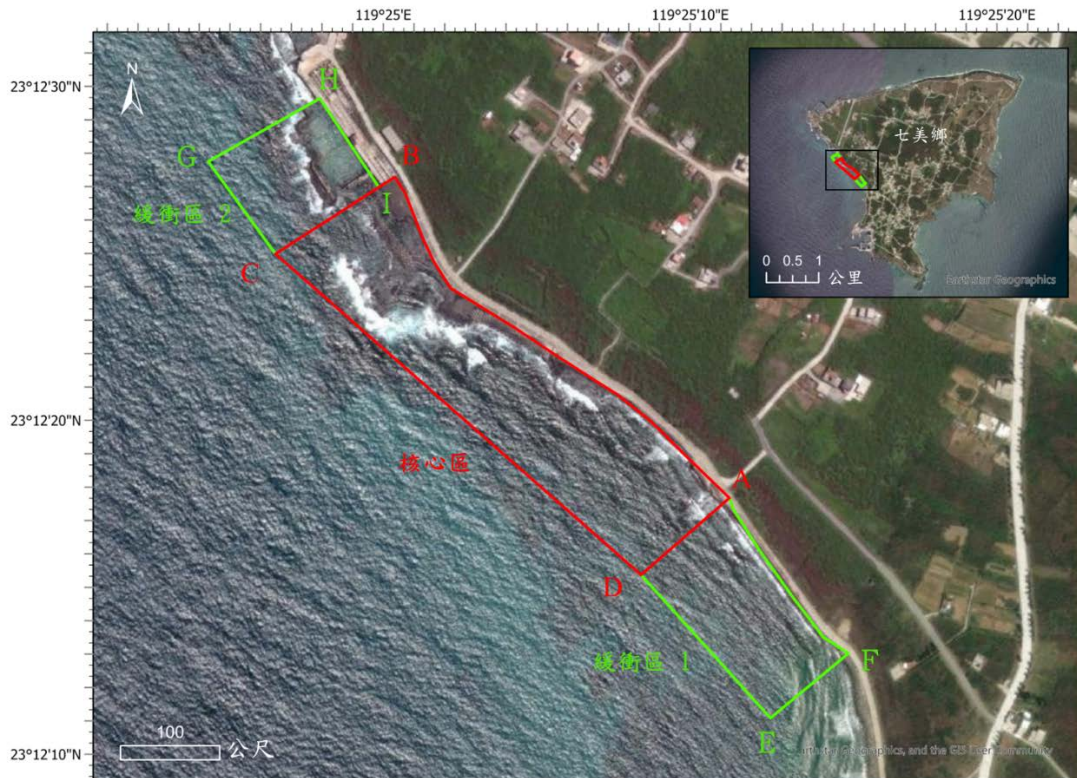 119°25'E
119°25'10"E
119°25'20"E
23°12'30"N
23°12'20"N
23°12'10"N
N
H
G
B
I
緩衝區 2
C
核心區
A
D
緩衝區 1
F
E
100
公尺
七美鄉
0 0.5 1
公里
Earthstar Geographics
Earthstar Geographics, and the GIS User Community